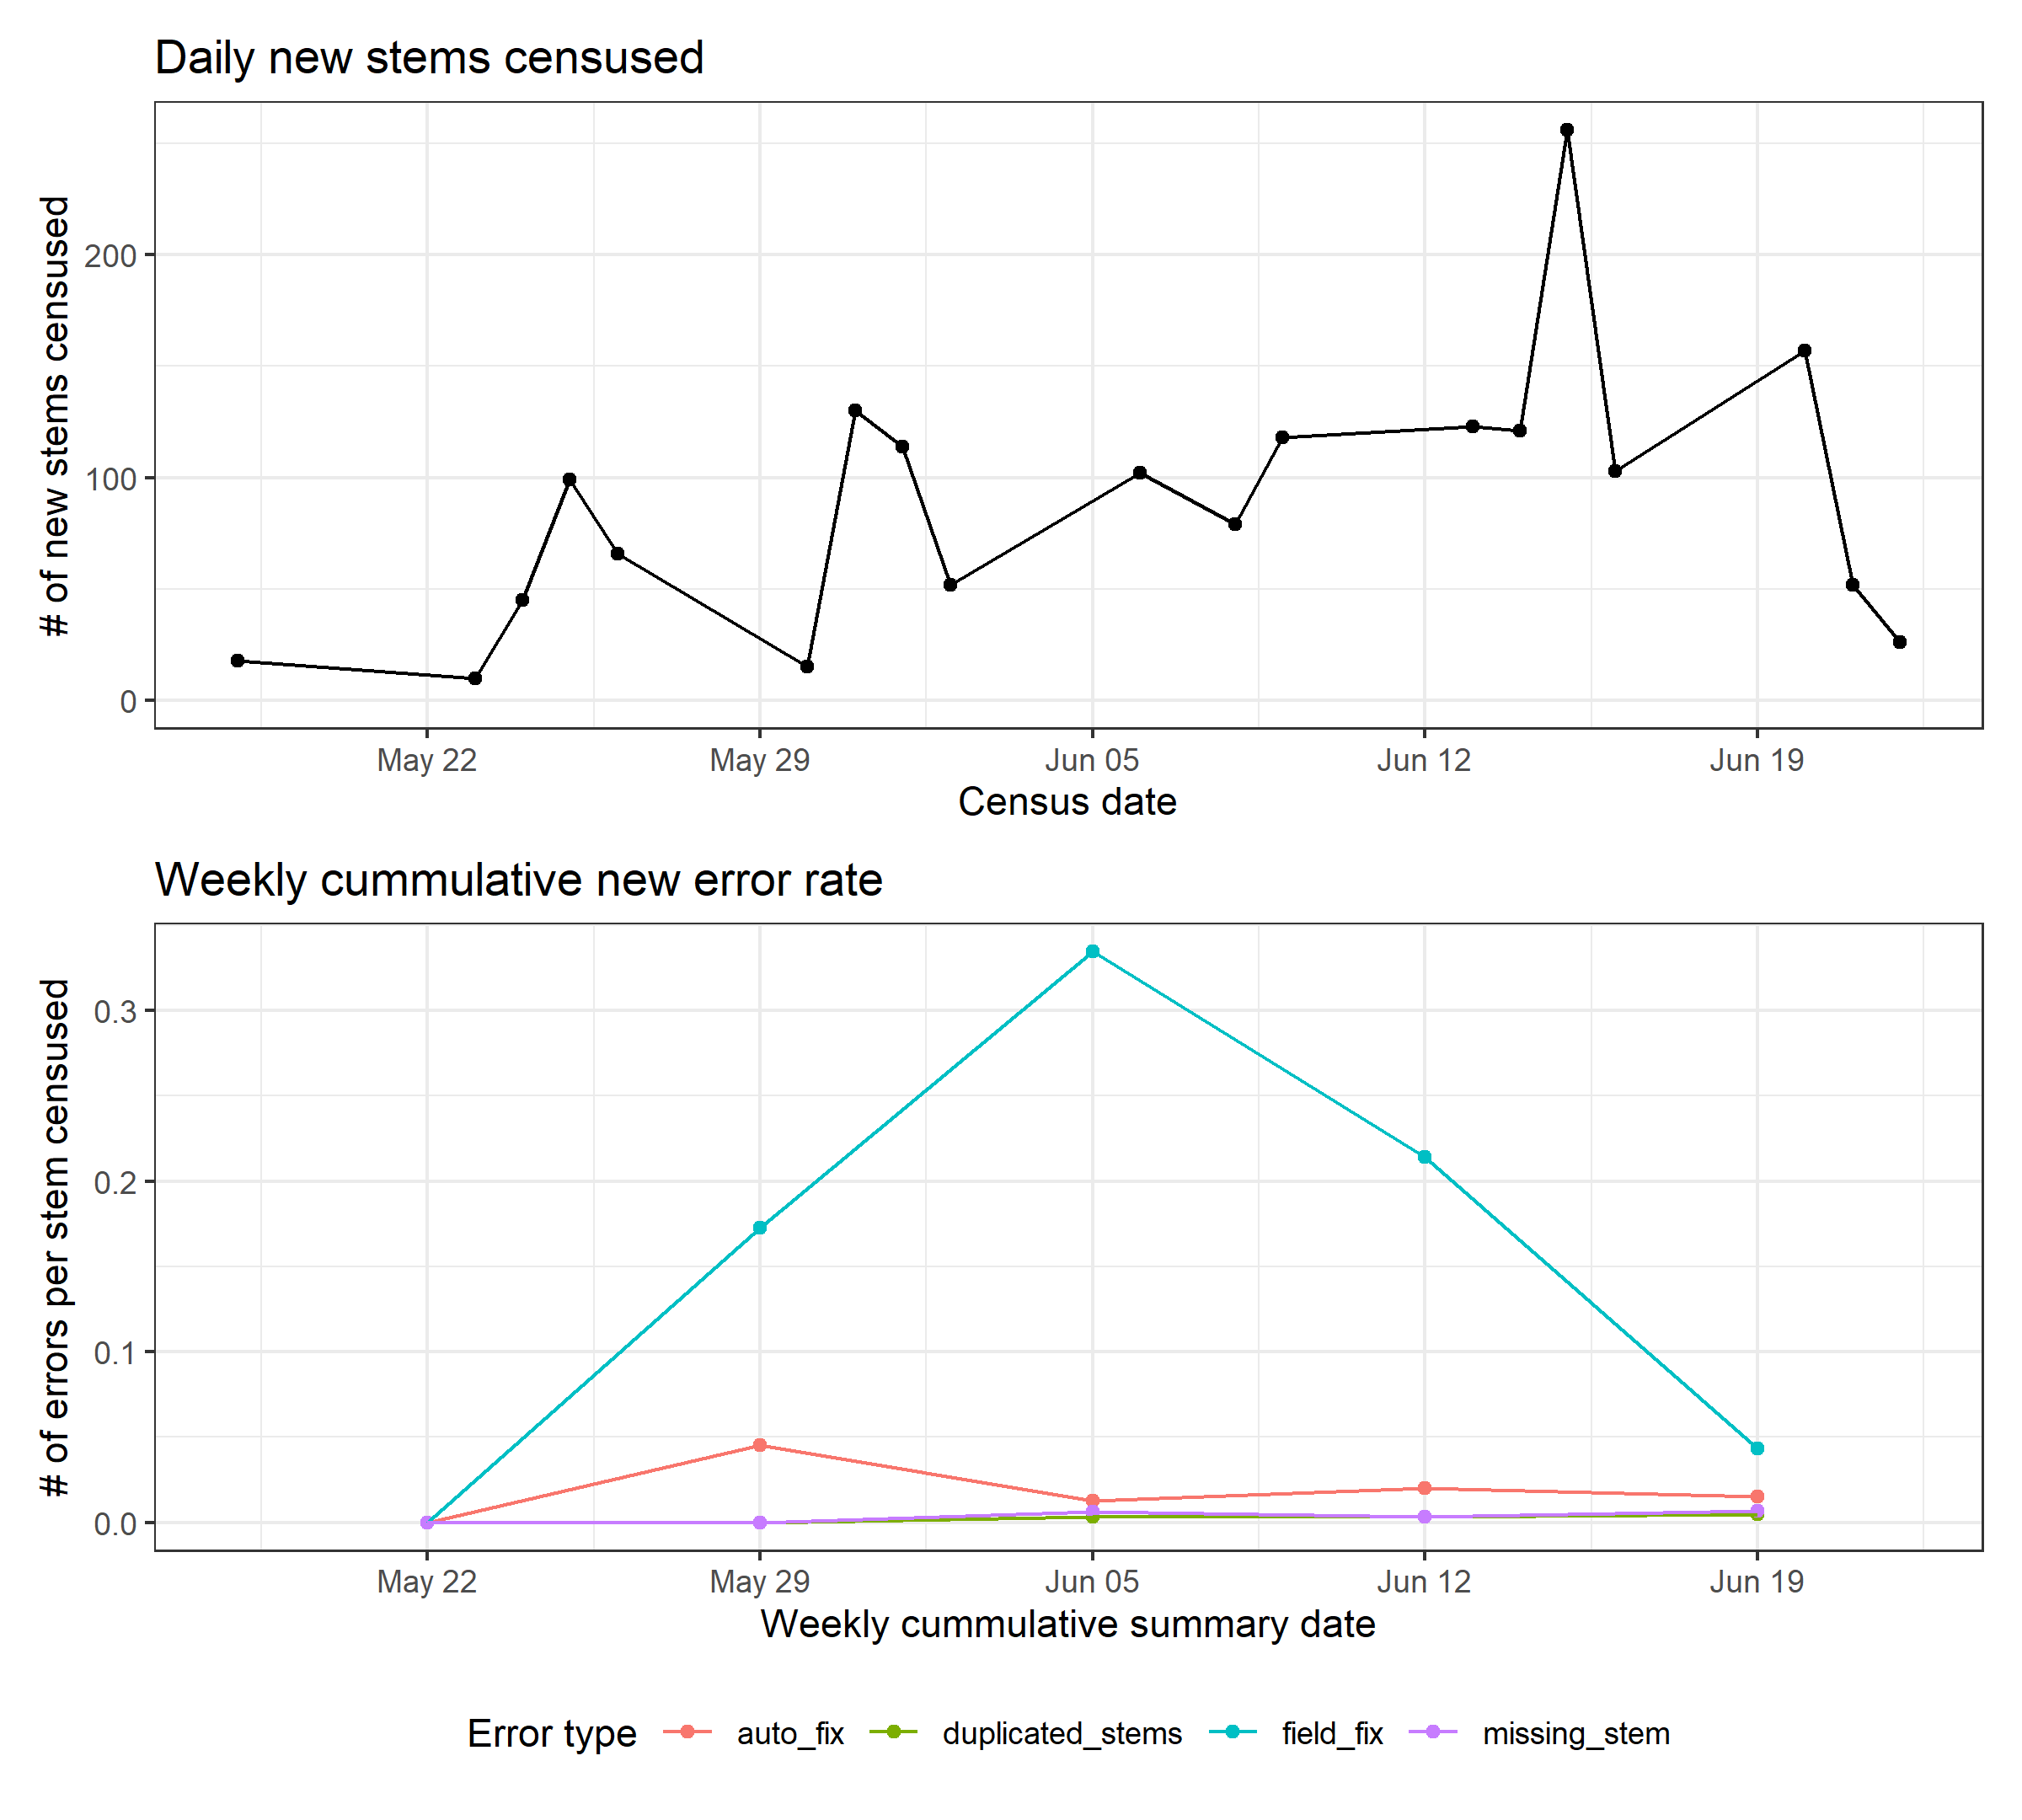 Daily new stems censused
# of new stems censused
200
100
0
May 22 May 29 Jun 05 Jun 12 Jun 19
Census date
Weekly cummulative new error rate
# of errors per stem censused
0.3
0.2
0.1
0.0
May 22 May 29 Jun 05 Jun 12 Jun 19
Weekly cummulative summary date
Error type auto_fix duplicated_stems field_fix missing_stem